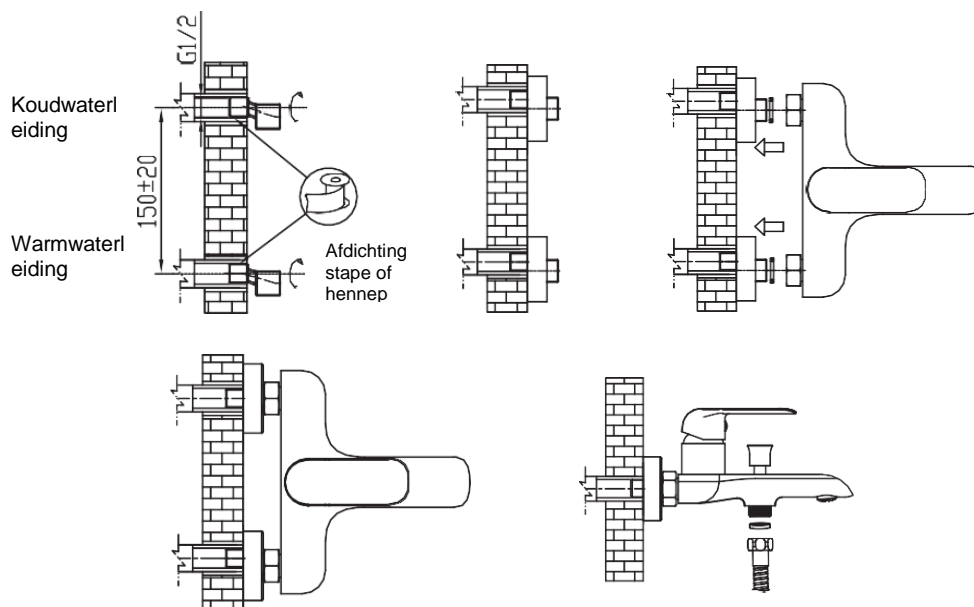 G1/2
Koudwaterl
eiding
150±20
Warmwaterl
eiding
Afdichting
stape of
hennep